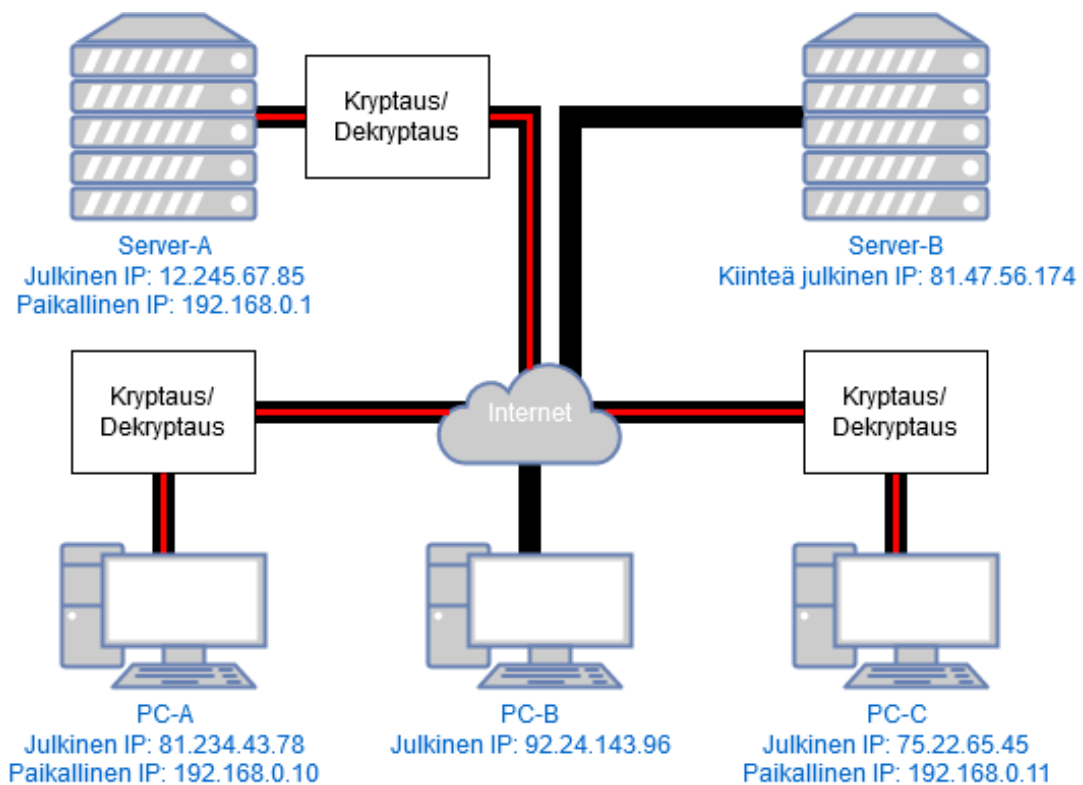 Kryptaus/
Dekryptaus
Server-A
Julkinen IP: 12.245.67.85
Paikallinen IP: 192.168.0.1
Server-B
Kiinteä julkinen IP: 81.47.56.174
Kryptaus/
Dekryptaus
Internet
Kryptaus/
Dekryptaus
PC-A
Julkinen IP: 81.234.43.78
Paikallinen IP: 192.168.0.10
PC-B
Julkinen IP: 92.24.143.96
PC-C
Julkinen IP: 75.22.65.45
Paikallinen IP: 192.168.0.11